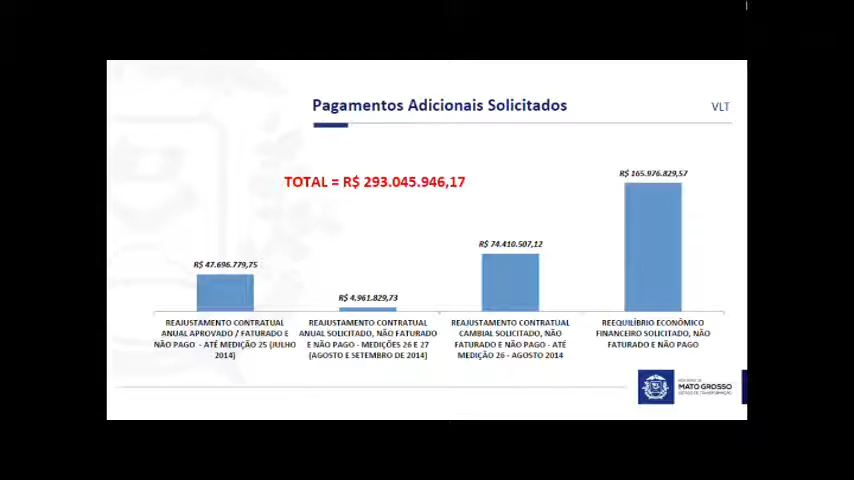 Pagamentos Adicionais Solicitados
VLT
TOTAL = R$ 293.045.946,17
R$ 165.976.829,57
R$ 74.410.507,12
R$ 47.696.779,75
R$ 4.961.829,73
REAJUSTAMENTO CONTRATUAL
ANUAL APROVADO / FATURADO E
NÃO PAGO - ATÉ MEDIÇÃO 25 (JULHO
2014)
REAJUSTAMENTO CONTRATUAL
ANUAL SOLICITADO, NÃO FATURADO
E NÃO PAGO - MEDIÇÕES 26 E 27
(AGOSTO E SETEMBRO DE 2014)
REAJUSTAMENTO CONTRATUAL
CAMBIAL SOLICITADO, NÃO
FATURADO E NÃO PAGO - ATÉ
MEDIÇÃO 26 - AGOSTO 2014
REEQUILÍBRIO ECONÔMICO
FINANCEIRO SOLICITADO, NÃO
FATURADO E NÃO PAGO
MATO GROSSO
ESTADO DE TRANSFORMAÇÃO